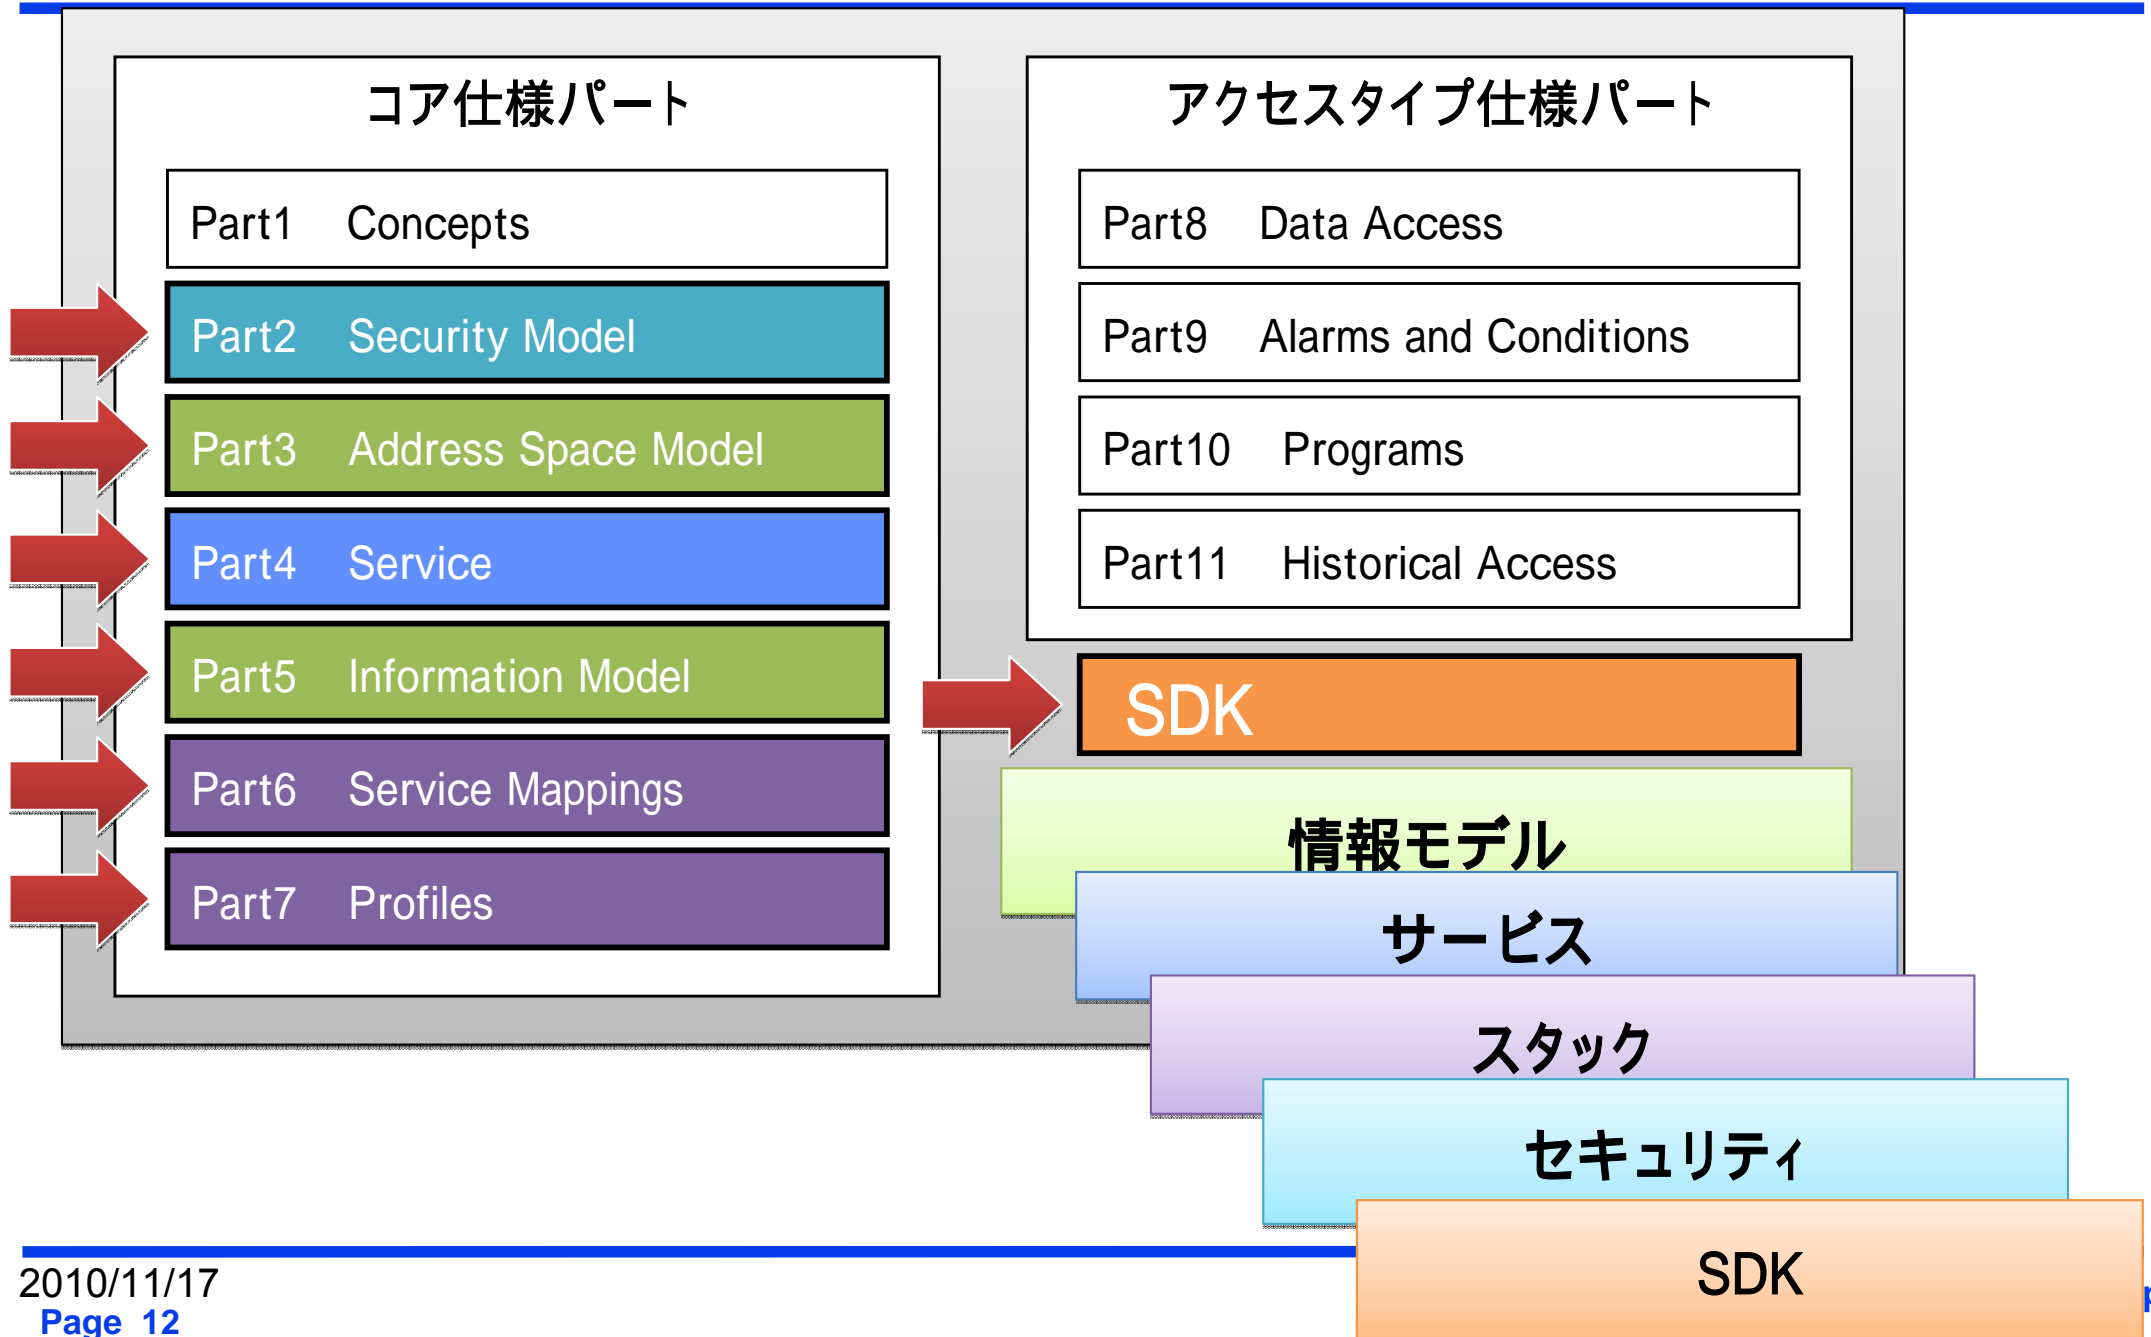 コア仕様パート
Part1 Concepts
Part2 Security Model
Part3 Address Space Model
Part4 Service
Part5 Information Model
Part6 Service Mappings
Part7 Profiles
アクセスタイプ仕様パート
Part8 Data Access
Part9 Alarms and Conditions
Part10 Programs
Part11 Historical Access
SDK
情報モデル
サービス
スタック
セキュリティ
SDK
2010/11/17
Page 12